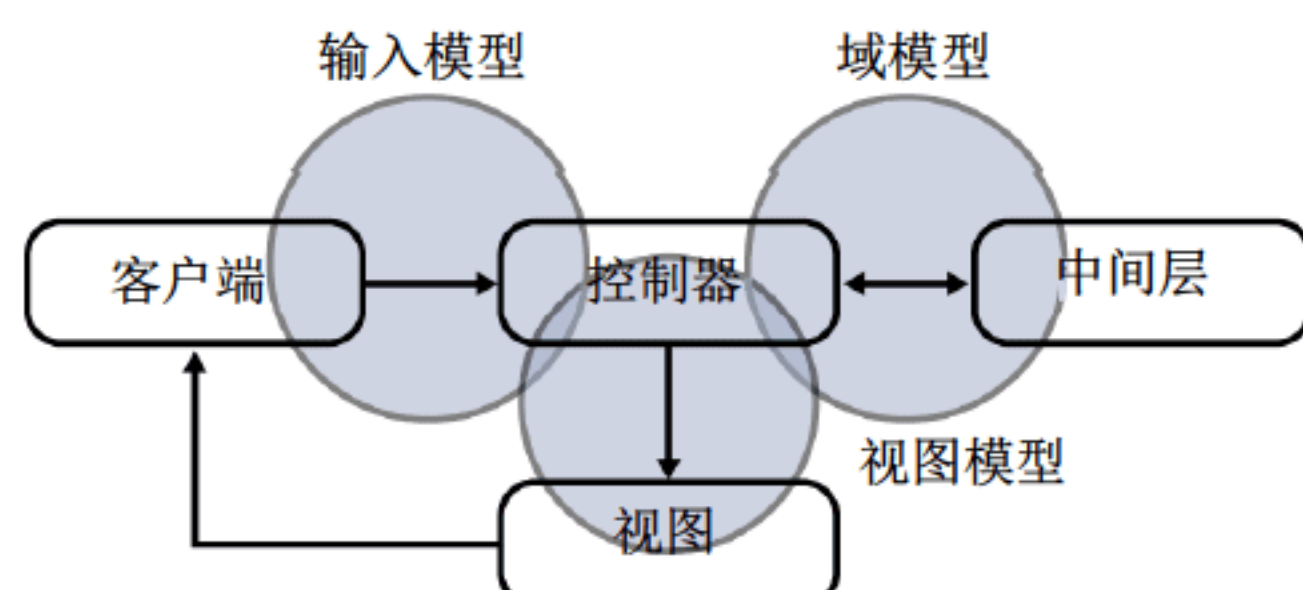 输入模型
域模型
客户端
控制器
中间层
视图模型
视图